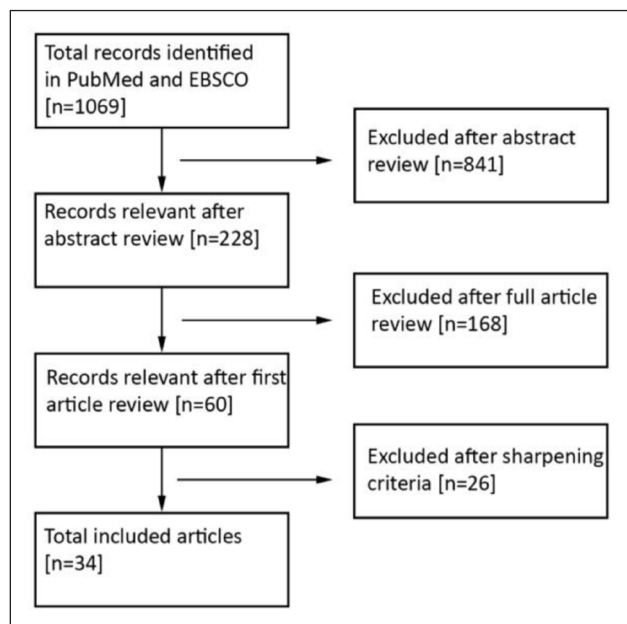 Total records identified
in PubMed and EBSCO
[n=1069]
Excluded after abstract
review [n=841]
Records relevant after
abstract review [n=228]
Excluded after full article
review [n=168]
Records relevant after first
article review [n=60]
Excluded after sharpening
criteria [n=26]
Total included articles
[n=34]